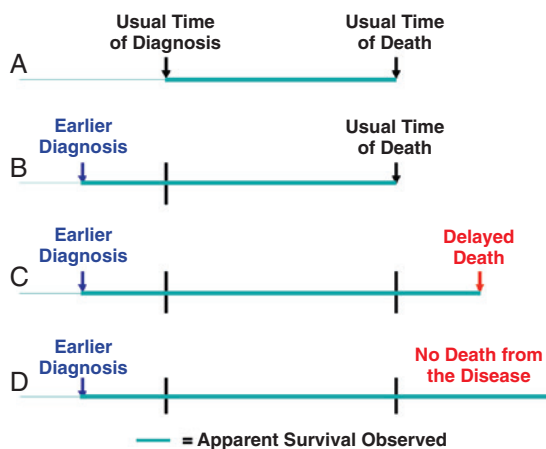 Usual Time
of Diagnosis
Usual Time
of Death
A
Earlier
Diagnosis
Usual Time
of Death
B
Earlier
Diagnosis
Delayed
Death
C
Earlier
Diagnosis
No Death from
the Disease
D
= Apparent Survival Observed